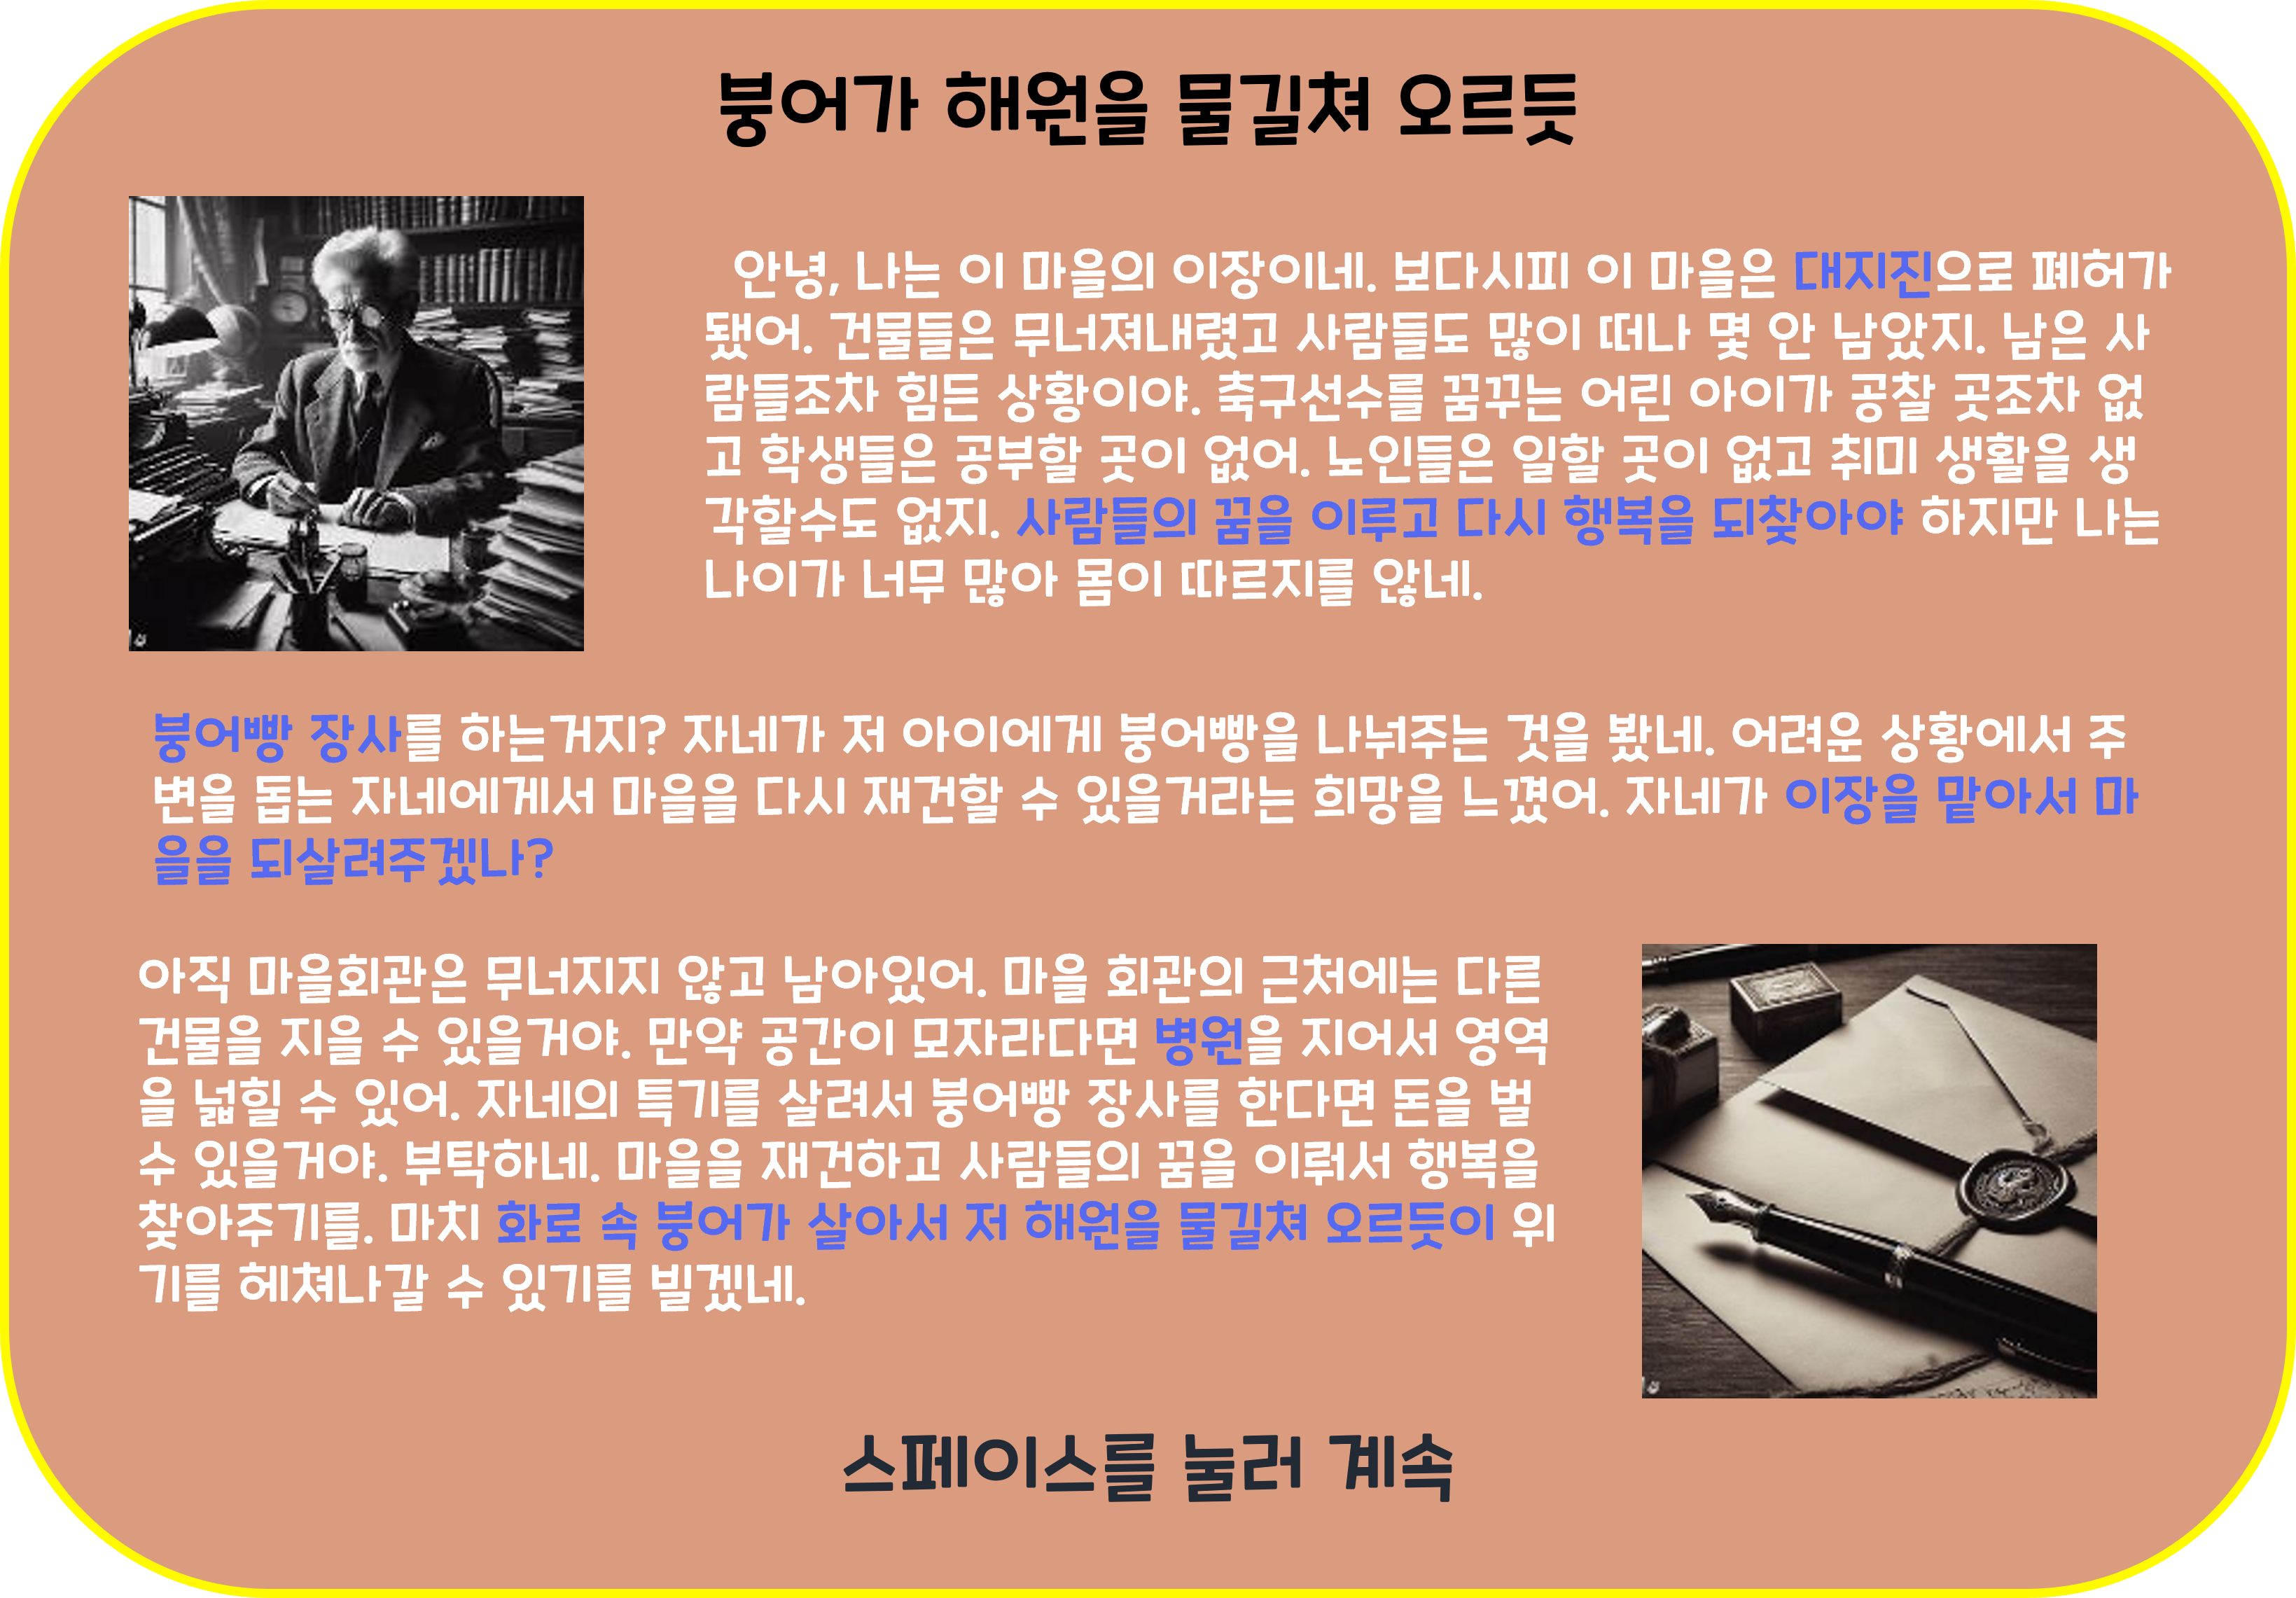 붕어가 해원을 물길쳐 오르듯
안녕, 나는 이 마을의 이장이네. 보다시피 이 마을은 대지진으로 폐허가
됐어. 건물들은 무너져내렸고 사람들도 많이 떠나 몇 안 남았지. 남은 사
람들조차 힘든 상황이야. 축구선수를 꿈꾸는 어린 아이가 공찰 곳조차 없
고 학생들은 공부할 곳이 없어. 노인들은 일할 곳이 없고 취미 생활을 생
각할수도 없지. 사람들의 꿈을 이루고 다시 행복을 되찾아야 하지만 나는
나이가 너무 많아 몸이 따르지를 않네.
붕어빵 장사를 하는거지? 자네가 저 아이에게 붕어빵을 나눠주는 것을 봤네. 어려운 상황에서 주
변을 돕는 자네에게서 마을을 다시 재건할 수 있을거라는 희망을 느꼈어. 자네가 이장을 맡아서 마
을을 되살려주겠나?
아직 마을회관은 무너지지 않고 남아있어. 마을 회관의 근처에는 다른
건물을 지을 수 있을거야. 만약 공간이 모자라다면 병원을 지어서 영역
을 넓힐 수 있어. 자네의 특기를 살려서 붕어빵 장사를 한다면 돈을 벌
수 있을거야. 부탁하네. 마을을 재건하고 사람들의 꿈을 이뤄서 행복을
찾아주기를. 마치 화로 속 붕어가 살아서 저 해원을 물길쳐 오르듯이 위
기를 헤쳐나갈 수 있기를 빌겠네.
스페이스를 눌러 계속